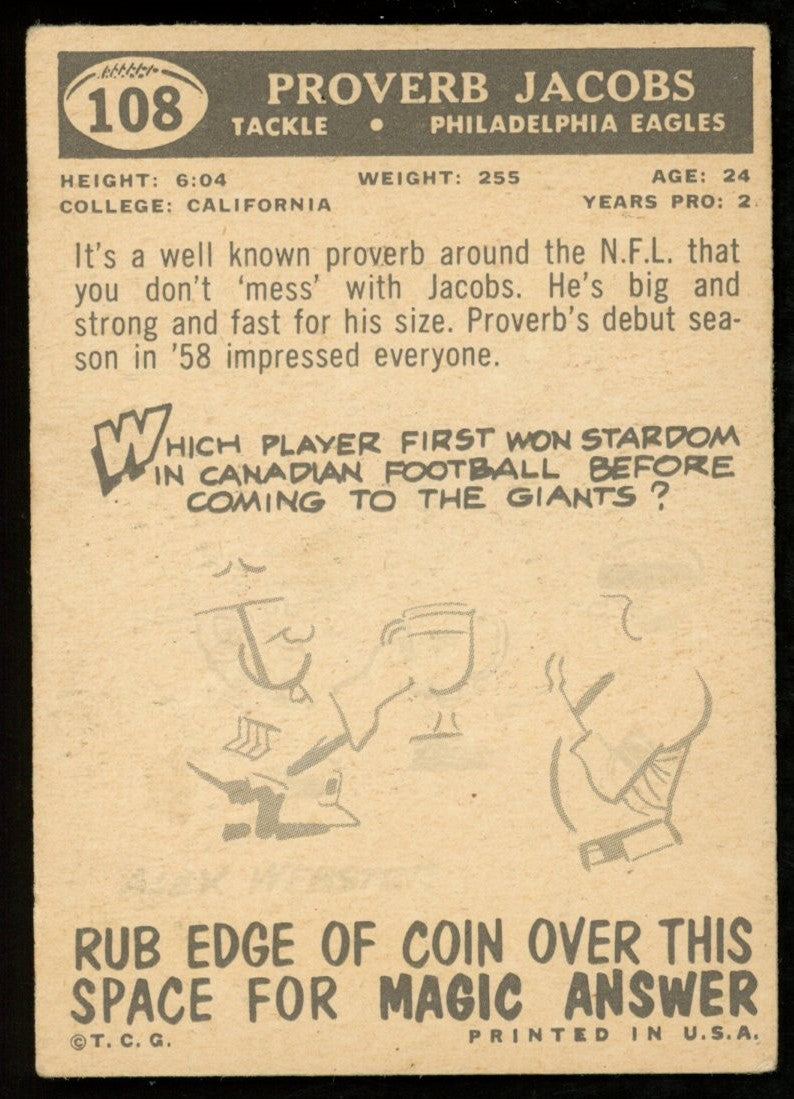 108
PROVERB JACOBS
TACKLE • PHILADELPHIA EAGLES
HEIGHT: 6:04 WEIGHT: 255 AGE: 24
COLLEGE: CALIFORNIA YEARS PRO: 2
It's a well known proverb around the N.F.L. that
you don't 'mess' with Jacobs. He's big and
strong and fast for his size. Proverb's debut sea-
son in '58 impressed everyone.
WHICH PLAYER FIRST WON STARDOM
IN CANADIAN FOOTBALL BEFORE
COMING TO THE GIANTS?
ALEX WEBSTER
RUB EDGE OF COIN OVER THIS
SPACE FOR MAGIC ANSWER
©T.C.G. PRINTED IN U.S.A.